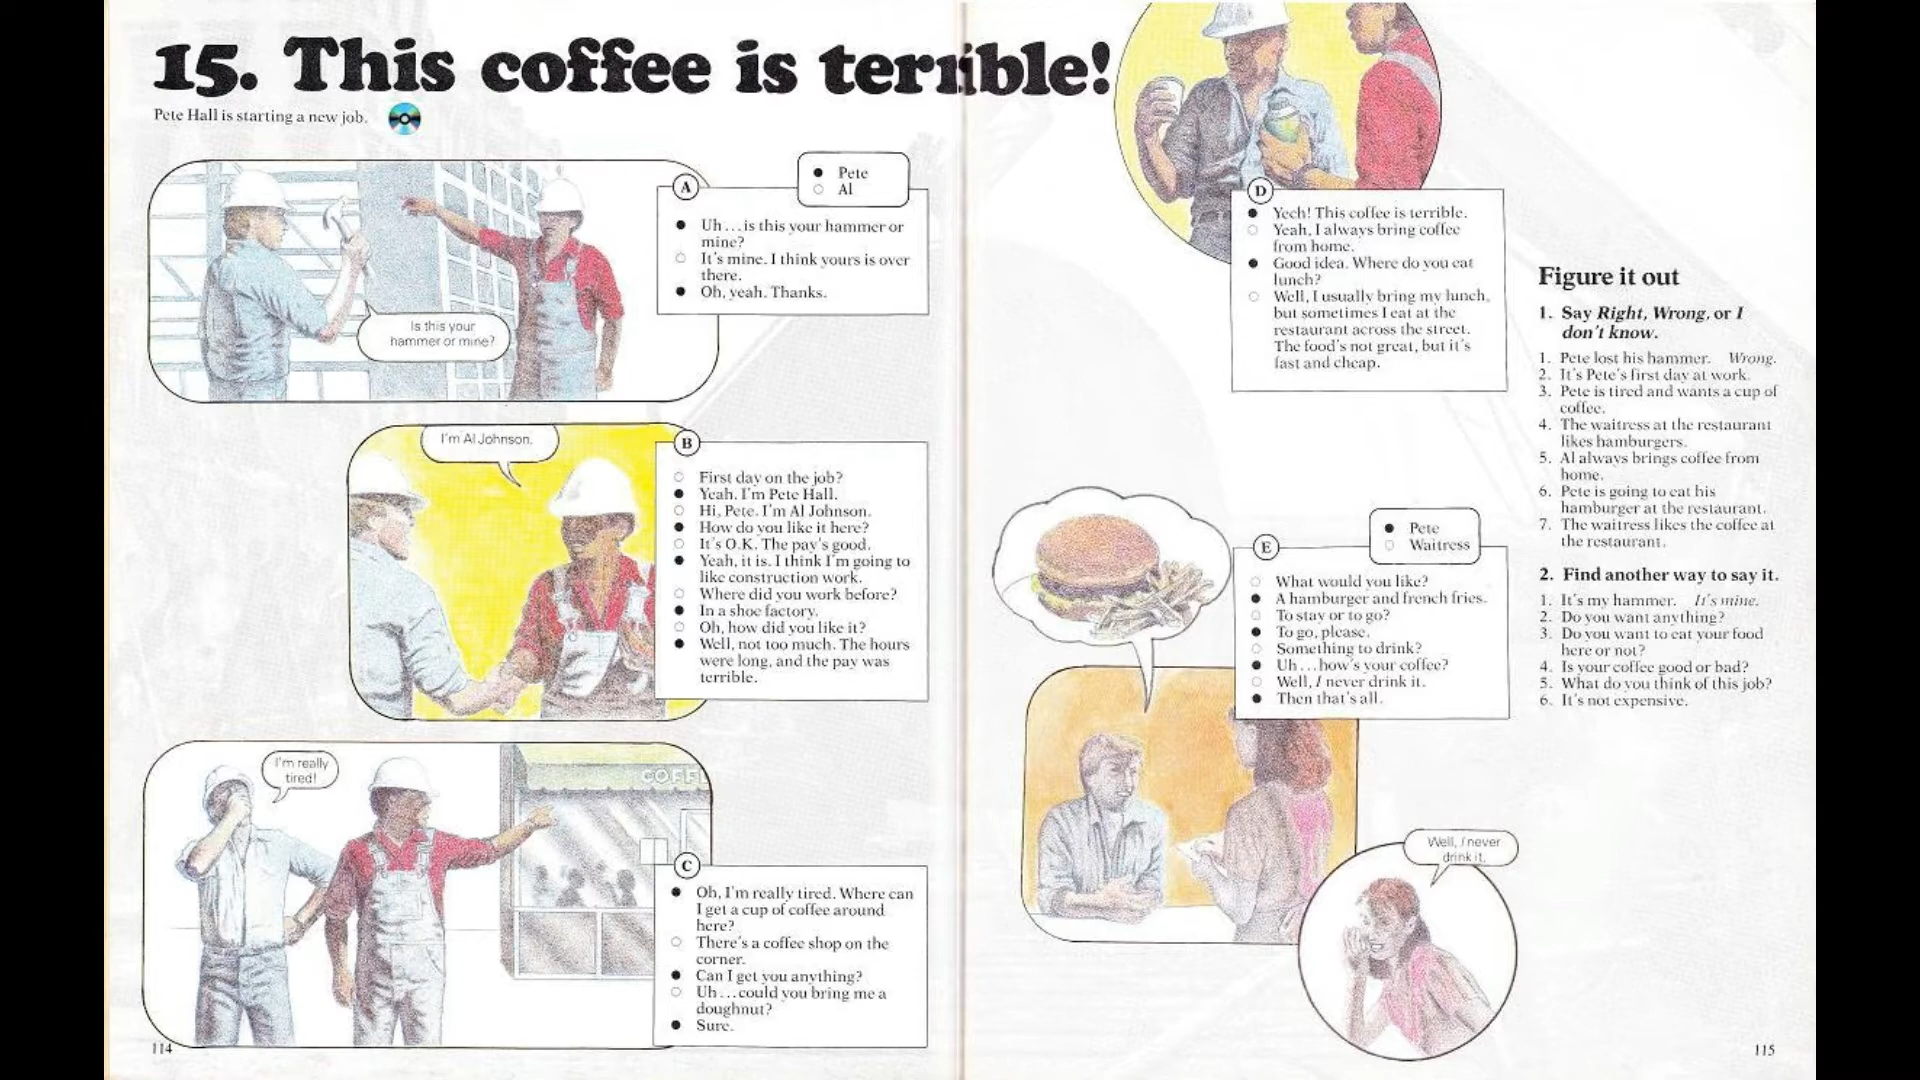 15. This coffee is terrible!
Pete Hall is starting a new job.
● Pete
○ Al
A
● Uh...is this your hammer or
mine?
○ It's mine. I think yours is over
there.
● Oh, yeah. Thanks.
Is this your
hammer or mine?
I'm Al Johnson.
B
○ First day on the job?
● Yeah. I'm Pete Hall.
○ Hi, Pete. I'm Al Johnson.
● How do you like it here?
○ It's O.K. The pay's good.
● Yeah, it is. I think I'm going to
like construction work.
○ Where did you work before?
● In a shoe factory.
○ Oh, how did you like it?
● Well, not too much. The hours
were long, and the pay was
terrible.
I'm really
tired!
COFF
C
● Oh, I'm really tired. Where can
I get a cup of coffee around
here?
○ There's a coffee shop on the
corner.
● Can I get you anything?
○ Uh...could you bring me a
doughnut?
● Sure.
114
D
● Yech! This coffee is terrible.
○ Yeah, I always bring coffee
from home.
● Good idea. Where do you eat
lunch?
○ Well, I usually bring my lunch,
but sometimes I eat at the
restaurant across the street.
The food's not great, but it's
fast and cheap.
● Pete
○ Waitress
E
○ What would you like?
● A hamburger and french fries.
○ To stay or to go?
● To go, please.
○ Something to drink?
● Uh...how's your coffee?
○ Well, I never drink it.
● Then that's all.
Well, I never
drink it.
Figure it out
1. Say Right, Wrong, or I
don't know.
1. Pete lost his hammer. Wrong.
2. It's Pete's first day at work.
3. Pete is tired and wants a cup of
coffee.
4. The waitress at the restaurant
likes hamburgers.
5. Al always brings coffee from
home.
6. Pete is going to eat his
hamburger at the restaurant.
7. The waitress likes the coffee at
the restaurant.
2. Find another way to say it.
1. It's my hammer. It's mine.
2. Do you want anything?
3. Do you want to eat your food
here or not?
4. Is your coffee good or bad?
5. What do you think of this job?
6. It's not expensive.
115